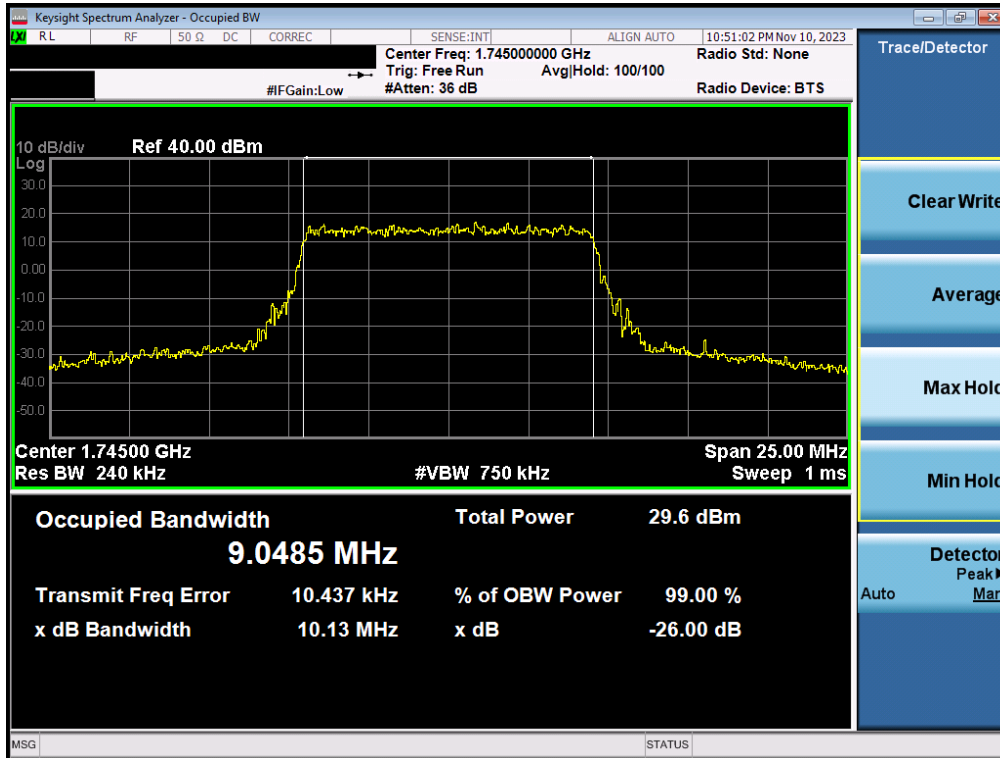 Keysight Spectrum Analyzer - Occupied BW
LXI RL RF 50 Ω DC CORREC SENSE:INT ALIGN AUTO 10:51:02 PM Nov 10, 2023
Center Freq: 1.745000000 GHz Radio Std: None
Trig: Free Run Avg|Hold: 100/100
#IFGain:Low #Atten: 36 dB Radio Device: BTS
Trace/Detector
10 dB/div Ref 40.00 dBm
Log
30.0
20.0
10.0
0.00
-10.0
-20.0
-30.0
-40.0
-50.0
Center 1.74500 GHz Span 25.00 MHz
Res BW 240 kHz #VBW 750 kHz Sweep 1 ms
Occupied Bandwidth Total Power 29.6 dBm
9.0485 MHz
Transmit Freq Error 10.437 kHz % of OBW Power 99.00 %
x dB Bandwidth 10.13 MHz x dB -26.00 dB
Clear Write
Average
Max Hold
Min Hold
Detector
Peak▶
Auto Man
MSG STATUS